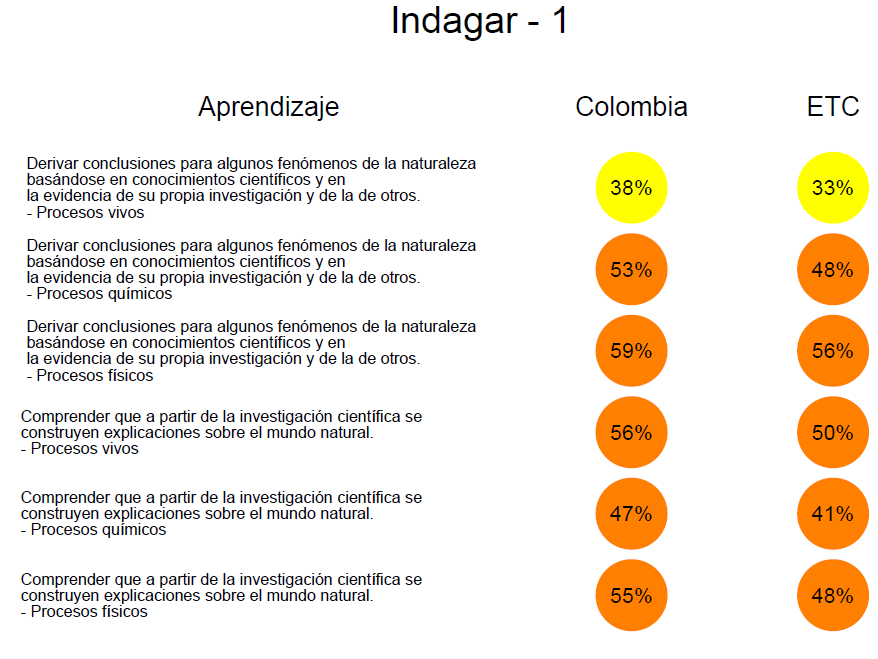 Indagar - 1
Aprendizaje Colombia ETC
Derivar conclusiones para algunos fenómenos de la naturaleza
basándose en conocimientos científicos y en
la evidencia de su propia investigación y de la de otros.
- Procesos vivos
38% 33%
Derivar conclusiones para algunos fenómenos de la naturaleza
basándose en conocimientos científicos y en
la evidencia de su propia investigación y de la de otros.
- Procesos químicos
53% 48%
Derivar conclusiones para algunos fenómenos de la naturaleza
basándose en conocimientos científicos y en
la evidencia de su propia investigación y de la de otros.
- Procesos físicos
59% 56%
Comprender que a partir de la investigación científica se
construyen explicaciones sobre el mundo natural.
- Procesos vivos
56% 50%
Comprender que a partir de la investigación científica se
construyen explicaciones sobre el mundo natural.
- Procesos químicos
47% 41%
Comprender que a partir de la investigación científica se
construyen explicaciones sobre el mundo natural.
- Procesos físicos
55% 48%